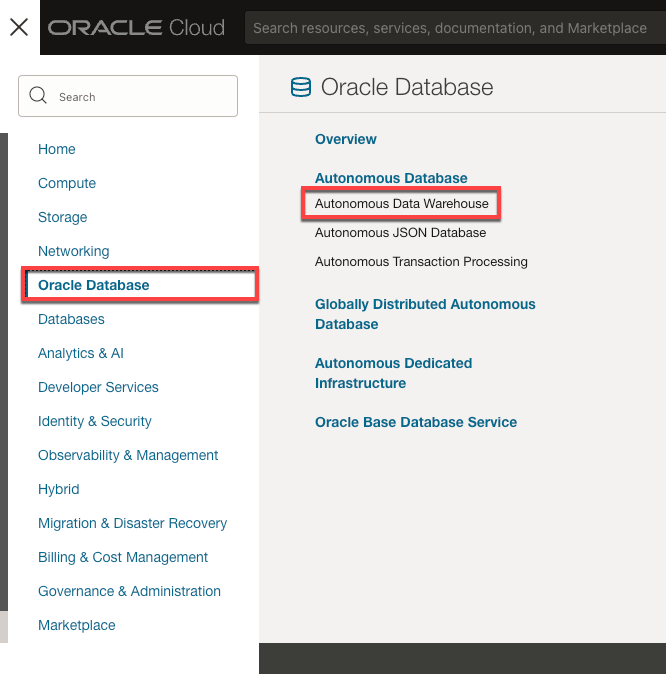 ORACLE Cloud
Search resources, services, documentation, and Marketplace
Search
Home
Compute
Storage
Networking
Oracle Database
Databases
Analytics & AI
Developer Services
Identity & Security
Observability & Management
Hybrid
Migration & Disaster Recovery
Billing & Cost Management
Governance & Administration
Marketplace
Oracle Database
Overview
Autonomous Database
Autonomous Data Warehouse
Autonomous JSON Database
Autonomous Transaction Processing
Globally Distributed Autonomous
Database
Autonomous Dedicated
Infrastructure
Oracle Base Database Service